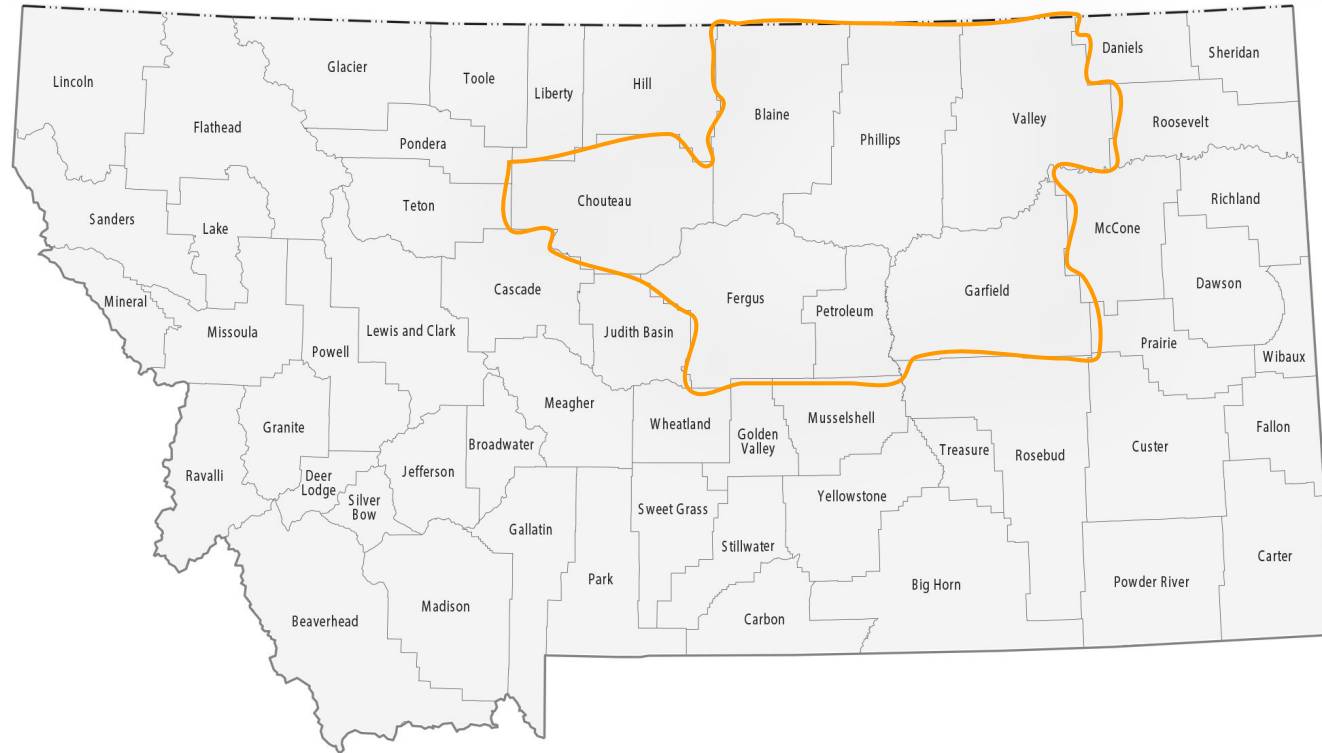 Lincoln
Flathead
Glacier
Toole
Liberty
Hill
Blaine
Phillips
Valley
Daniels
Sheridan
Roosevelt
Pondera
Teton
Chouteau
Sanders
Lake
Richland
McCone
Dawson
Mineral
Missoula
Powell
Lewis and Clark
Cascade
Judith Basin
Fergus
Petroleum
Garfield
Prairie
Wibaux
Granite
Ravalli
Deer
Lodge
Silver
Bow
Jefferson
Broadwater
Meagher
Wheatland
Golden
Valley
Musselshell
Treasure
Rosebud
Custer
Fallon
Gallatin
Sweet Grass
Yellowstone
Stillwater
Park
Beaverhead
Madison
Carbon
Big Horn
Powder River
Carter